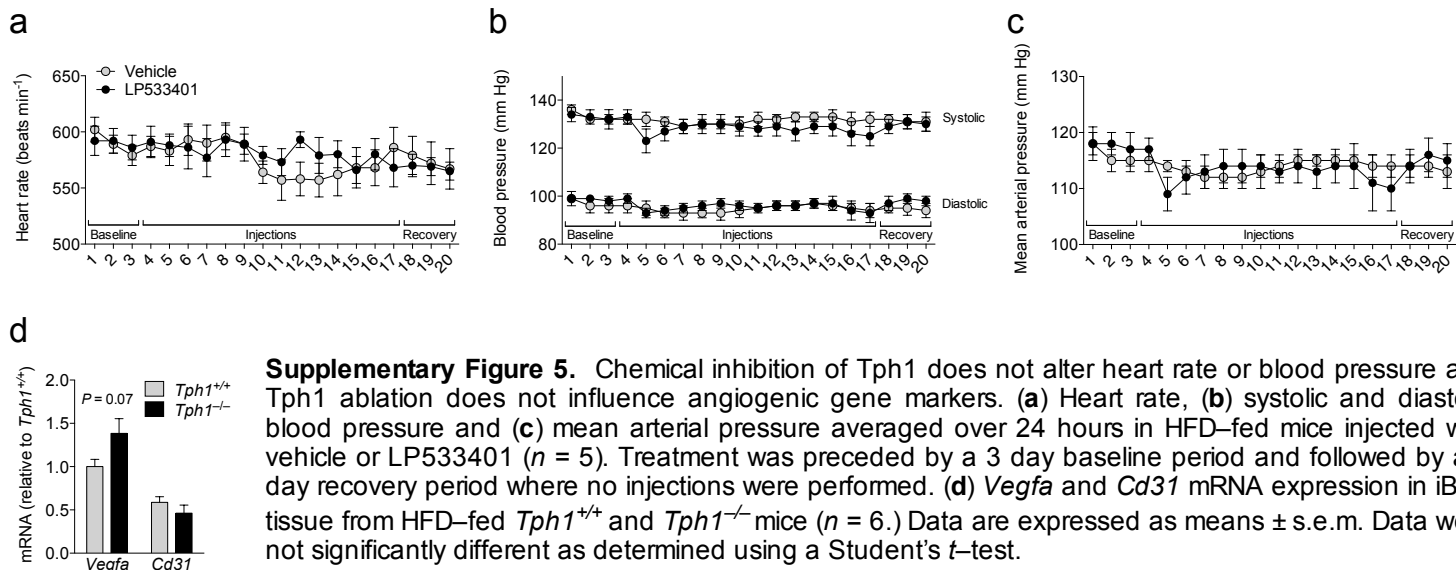 a
Heart rate (beats min⁻¹)
650
600
550
500
Vehicle
LP533401
Baseline
Injections
Recovery
1 2 3 4 5 6 7 8 9 10 11 12 13 14 15 16 17 18 19 20
b
Blood pressure (mm Hg)
140
120
100
80
Systolic
Diastolic
Baseline
Injections
Recovery
1 2 3 4 5 6 7 8 9 10 11 12 13 14 15 16 17 18 19 20
c
Mean arterial pressure (mm Hg)
130
120
110
100
Baseline
Injections
Recovery
1 2 3 4 5 6 7 8 9 10 11 12 13 14 15 16 17 18 19 20
d
mRNA (relative to Tph1⁺/⁺)
2.0
1.5
1.0
0.5
0.0
P = 0.07
Tph1⁺/⁺
Tph1⁻/⁻
Vegfa
Cd31
Supplementary Figure 5. Chemical inhibition of Tph1 does not alter heart rate or blood pressure a
Tph1 ablation does not influence angiogenic gene markers. (a) Heart rate, (b) systolic and diasto
blood pressure and (c) mean arterial pressure averaged over 24 hours in HFD–fed mice injected w
vehicle or LP533401 (n = 5). Treatment was preceded by a 3 day baseline period and followed by a
day recovery period where no injections were performed. (d) Vegfa and Cd31 mRNA expression in iB
tissue from HFD–fed Tph1⁺/⁺ and Tph1⁻/⁻ mice (n = 6.) Data are expressed as means ± s.e.m. Data we
not significantly different as determined using a Student's t–test.